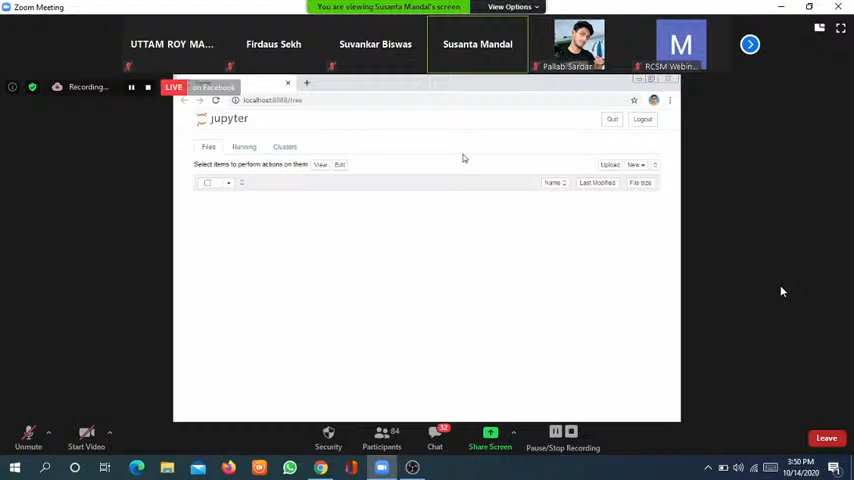 Zoom Meeting
You are viewing Susanta Mandal's screen
View Options
UTTAM ROY MA...
Firdaus Sekh
Suvankar Biswas
Susanta Mandal
Pallab Sardar
M
RCSM Webin...
Recording...
LIVE on Facebook
localhost:8888/tree
jupyter
Quit
Logout
Files
Running
Clusters
Select items to perform actions on them
View
Edit
Upload
New
Name
Last Modified
File size
Unmute
Start Video
Security
84
Participants
32
Chat
Share Screen
Pause/Stop Recording
Leave
3:50 PM
10/14/2020